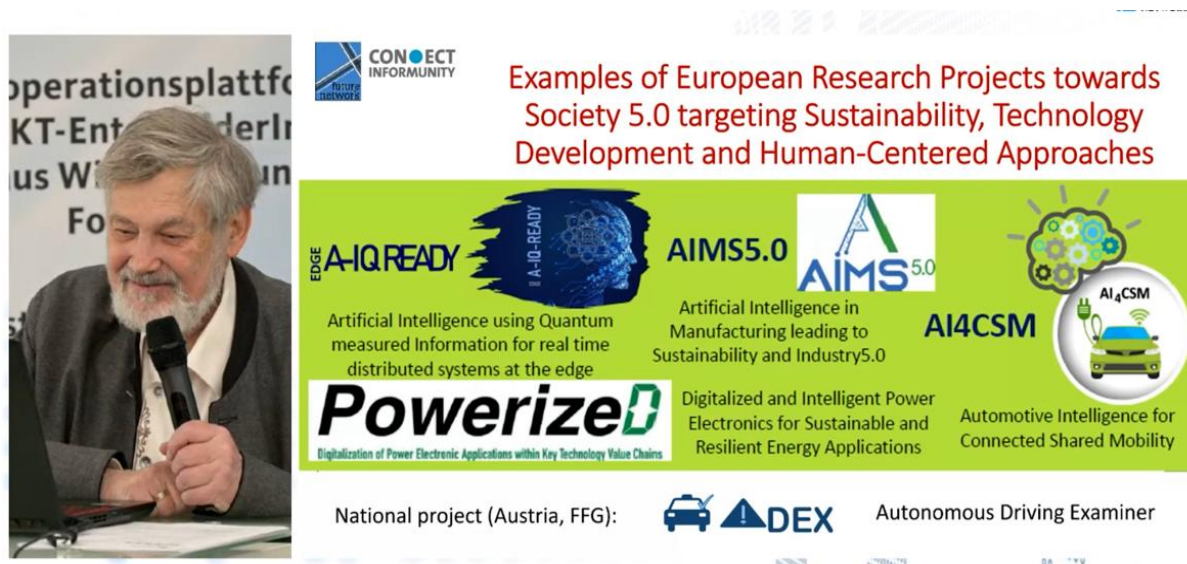 operationsplattfo
KT-Ent
derIn
aus Wi
un
Fo
future
network
CONNECT
INFORMUNITY
Examples of European Research Projects towards
Society 5.0 targeting Sustainability, Technology
Development and Human-Centered Approaches
EDGE
A-IQ READY
A-IQ-READY
Artificial Intelligence using Quantum
measured Information for real time
distributed systems at the edge
AIMS5.0
AIMS 5.0
Artificial Intelligence in
Manufacturing leading to
Sustainability and Industry5.0
AI4CSM
AI4CSM
Automotive Intelligence for
Connected Shared Mobility
PowerizeD
Digitalization of Power Electronic Applications within Key Technology Value Chains
Digitalized and Intelligent Power
Electronics for Sustainable and
Resilient Energy Applications
National project (Austria, FFG):
ADEX
Autonomous Driving Examiner